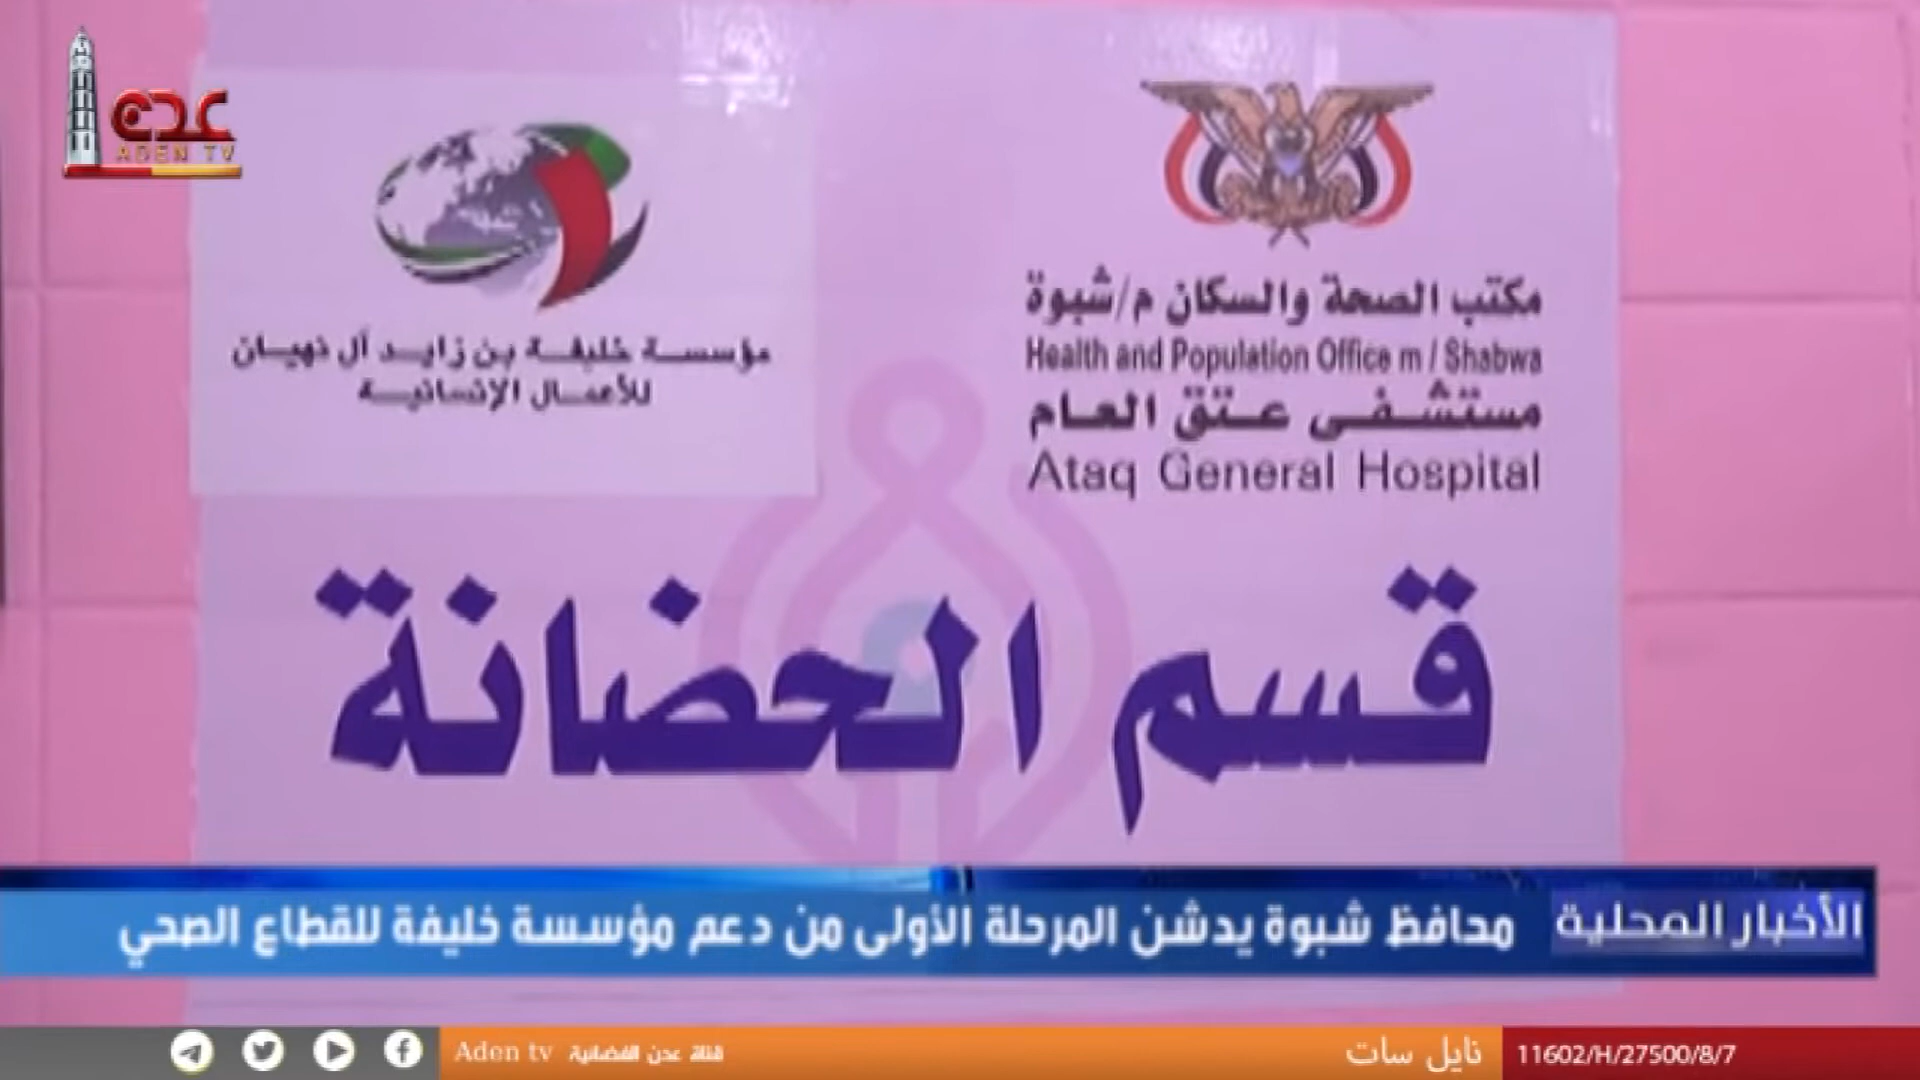 عدن
ADEN TV
مكتب الصحة والسكان م/شبوة
Health and Population Office m / Shabwa
مستشفى عتق العام
Ataq General Hospital
مؤسسة خليفة بن زايد آل نهيان
للأعمال الإنسانية
قسم الحضانة
الأخبار المحلية
محافظ شبوة يدشن المرحلة الأولى من دعم مؤسسة خليفة للقطاع الصحي
Aden tv قناة عدن الفضائية
نايل سات
11602/H/27500/8/7